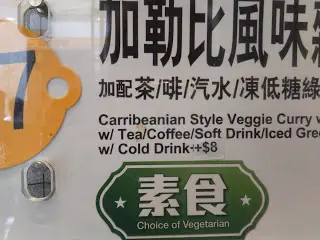 7
加勒比風味
加配茶/啡/汽水/凍低糖綠
Carribeanian Style Veggie Curry
w/ Tea/Coffee/Soft Drink/Iced Gre
w/ Cold Drink++$8
素食
Choice of Vegetarian